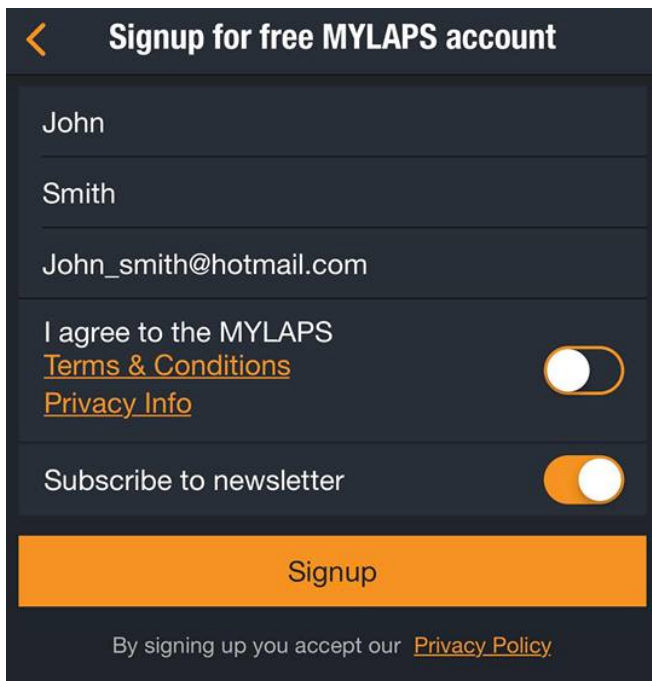 Signup for free MYLAPS account
John
Smith
John_smith@hotmail.com
I agree to the MYLAPS
Terms & Conditions
Privacy Info
Subscribe to newsletter
Signup
By signing up you accept our Privacy Policy